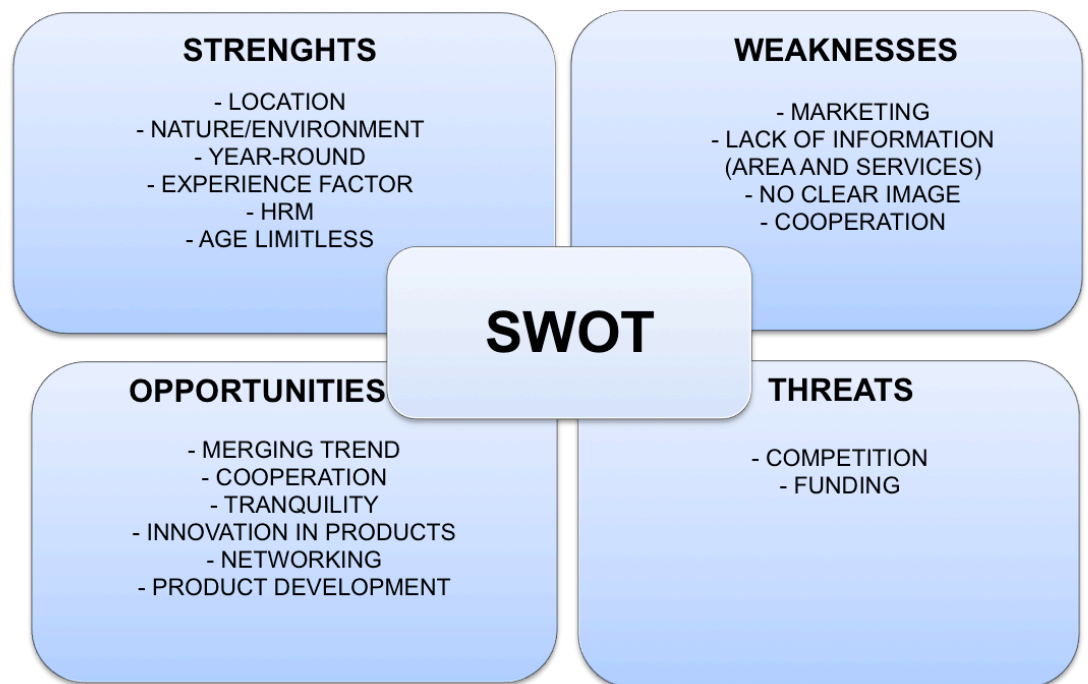 STRENGHTS
- LOCATION
- NATURE/ENVIRONMENT
- YEAR-ROUND
- EXPERIENCE FACTOR
- HRM
- AGE LIMITLESS
WEAKNESSES
- MARKETING
- LACK OF INFORMATION
(AREA AND SERVICES)
- NO CLEAR IMAGE
- COOPERATION
SWOT
OPPORTUNITIES
- MERGING TREND
- COOPERATION
- TRANQUILITY
- INNOVATION IN PRODUCTS
- NETWORKING
- PRODUCT DEVELOPMENT
THREATS
- COMPETITION
- FUNDING